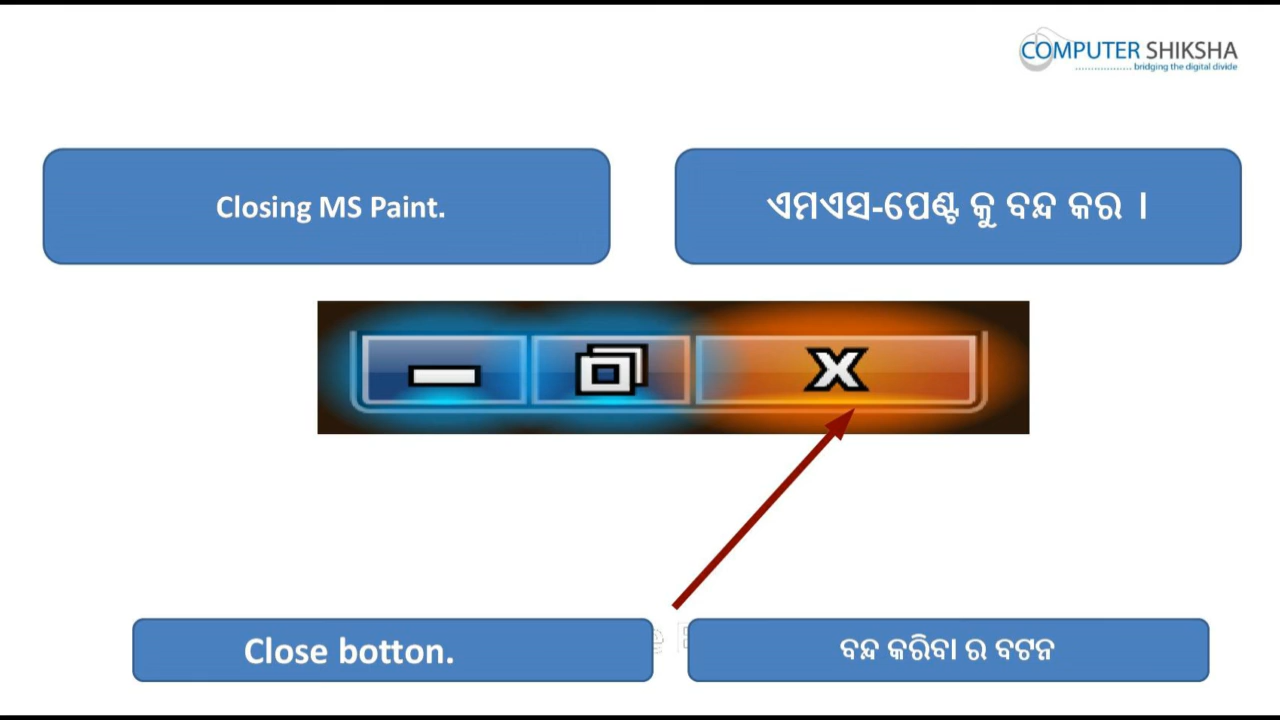 COMPUTER SHIKSHA
bridging the digital divide
Closing MS Paint.
ଏମଏସ-ପେଣ୍ଟ କୁ ବନ୍ଦ କର ।
Close botton.
ବନ୍ଦ କରିବା ର ବଟନ